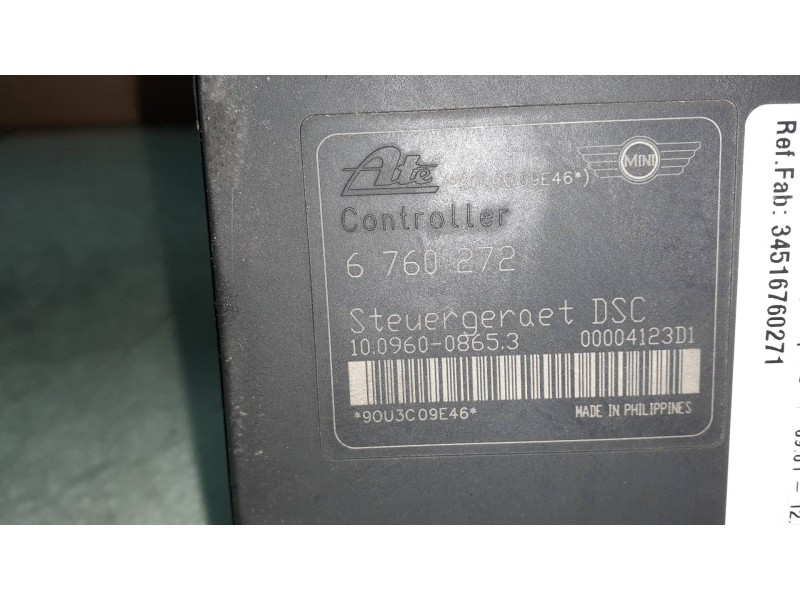 Ate
MINI
09E46*)
Controller
6 760 272
Steuergeraet DSC
10.0960-0865.3 00004123D1
*90U3C09E46*
MADE IN PHILIPPINES
Ref.Fab: 34516760271